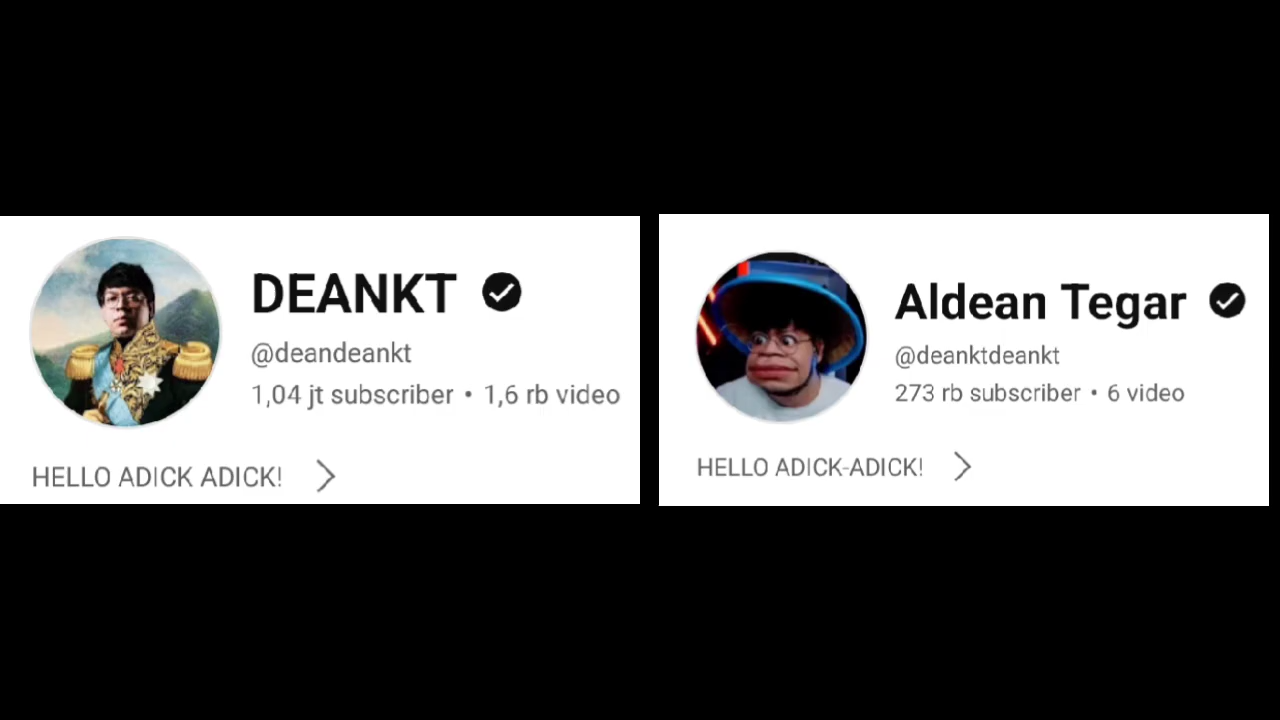 DEANKT
@deandeankt
1,04 jt subscriber • 1,6 rb video
HELLO ADICK ADICK!
Aldean Tegar
@deanktdeankt
273 rb subscriber • 6 video
HELLO ADICK-ADICK!